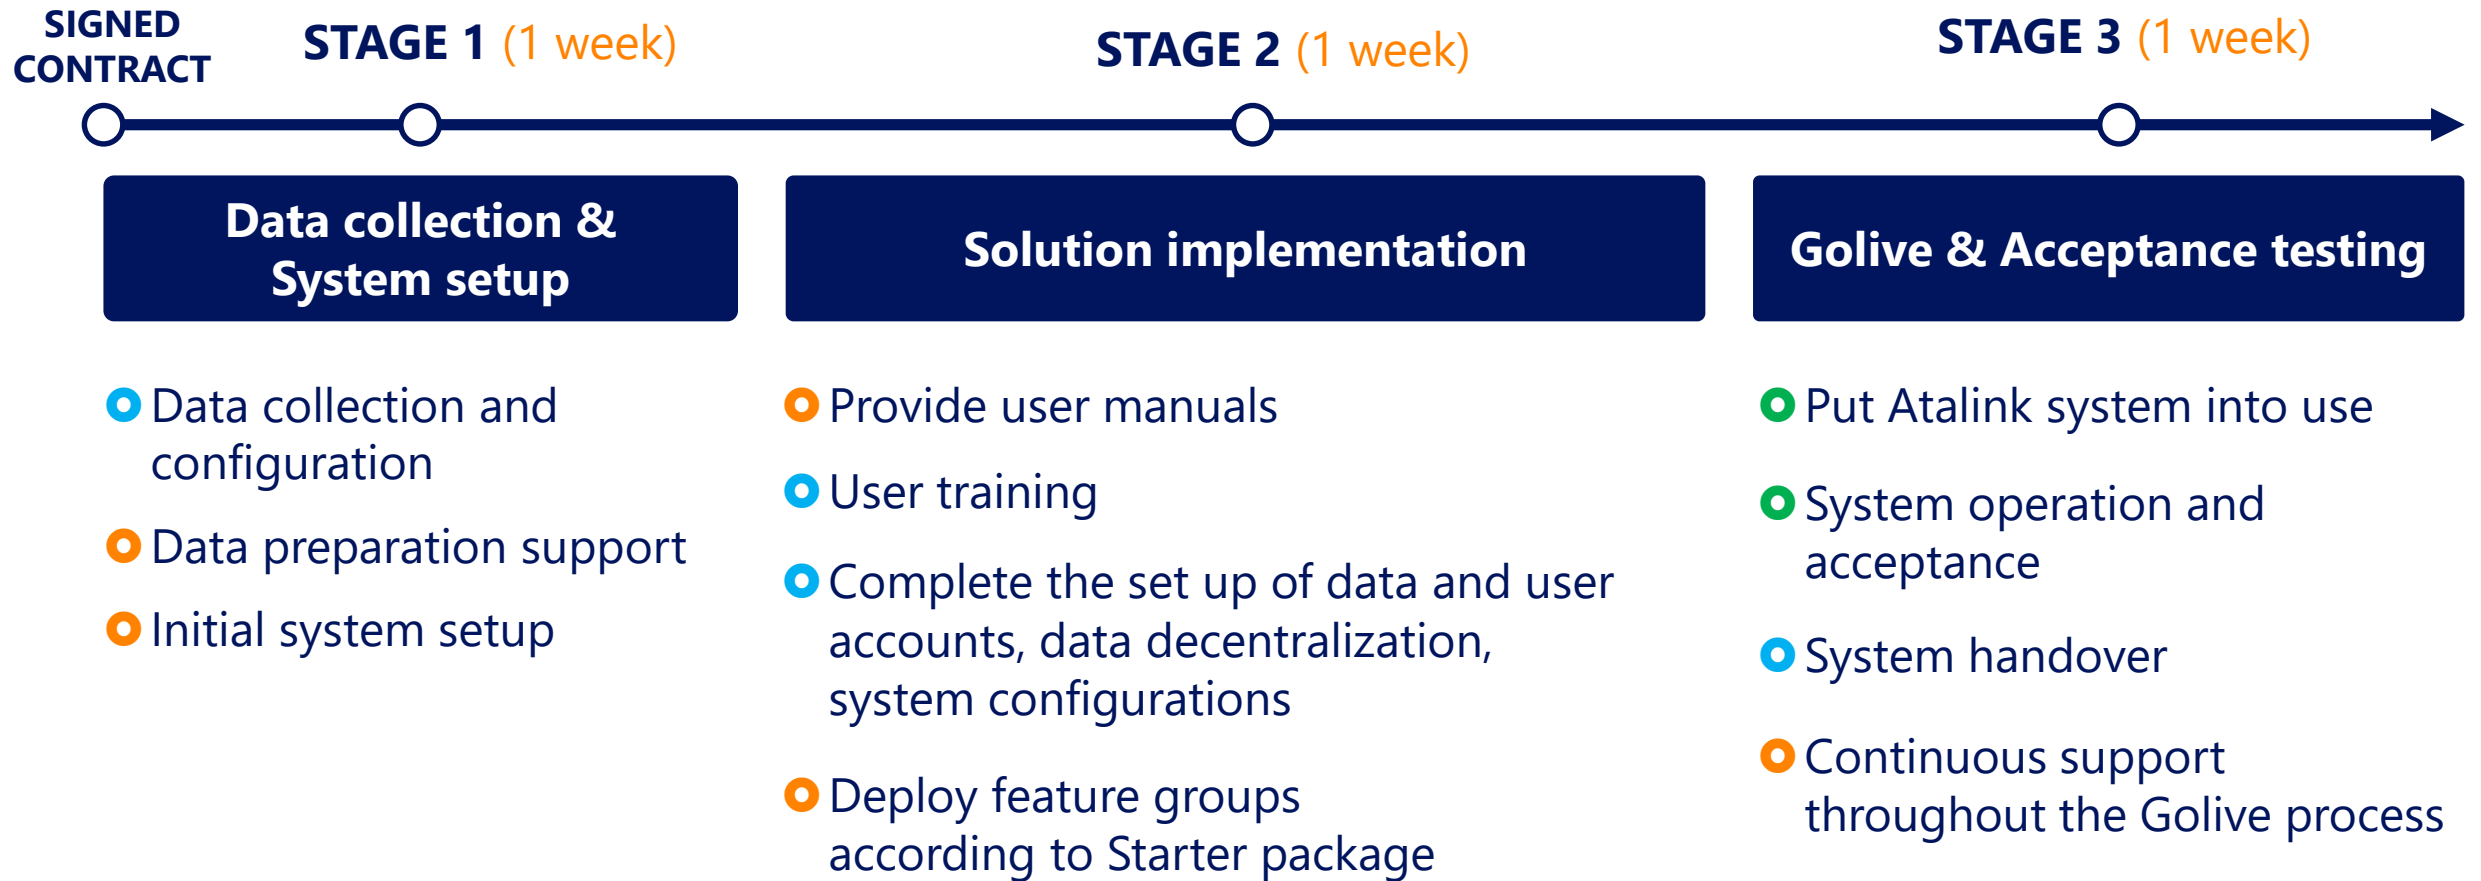 SIGNED
CONTRACT
STAGE 1 (1 week)
STAGE 2 (1 week)
STAGE 3 (1 week)
Data collection &
System setup
Solution implementation
Golive & Acceptance testing
Data collection and
configuration
Data preparation support
Initial system setup
Provide user manuals
User training
Complete the set up of data and user
accounts, data decentralization,
system configurations
Deploy feature groups
according to Starter package
Put Atalink system into use
System operation and
acceptance
System handover
Continuous support
throughout the Golive process